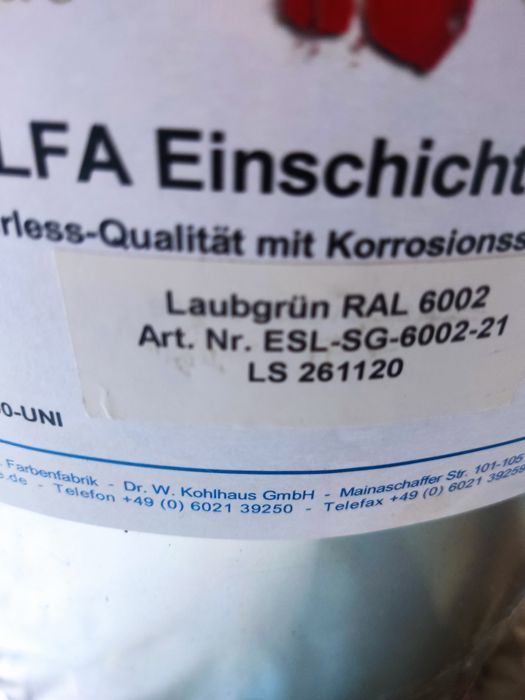 LFA Einschicht
rless-Qualität mit Korrosionss
Laubgrün RAL 6002
Art. Nr. ESL-SG-6002-21
LS 261120
0-UNI
Farbenfabrik - Dr. W. Kohlhaus GmbH - Mainaschaffer Str. 101-105
.de - Telefon +49 (0) 6021 39250 - Telefax +49 (0) 6021 39259